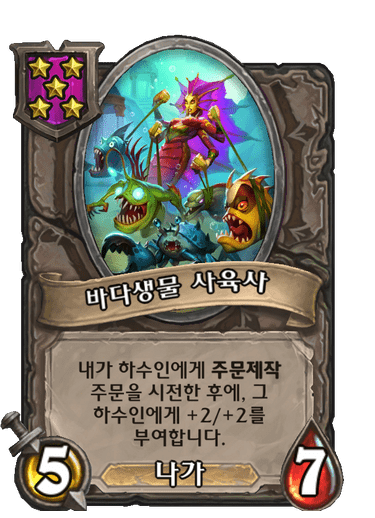 바다생물 사육사
내가 하수인에게 주문제작
주문을 시전한 후에, 그
하수인에게 +2/+2를
부여합니다.
5
나가
7